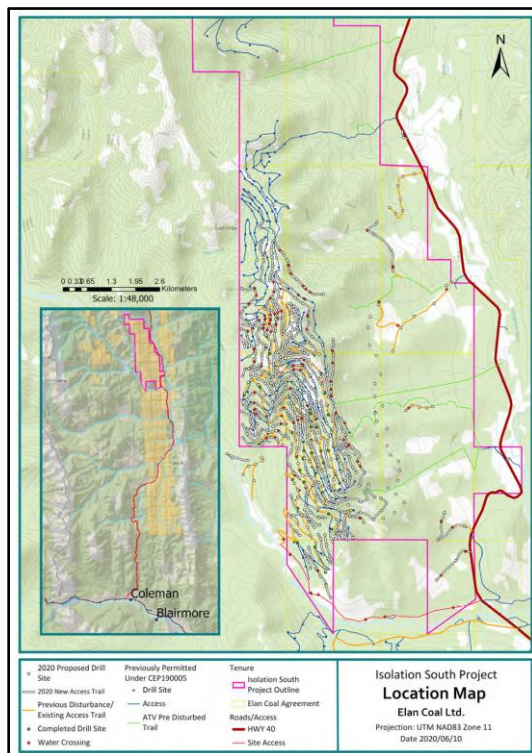 N
0 0.33 0.65 1.3 1.95 2.6
Kilometers
Scale: 1:48,000
Coleman
Blairmore
2020 Proposed Drill Site
2020 New Access Trail
Previous Disturbance/
Existing Access Trail
Completed Drill Site
Water Crossing
Previously Permitted
Under CEP190005
Drill Site
Access
ATV Pre Disturbed
Trail
Tenure
Isolation South
Project Outline
Elan Coal Agreement
Roads/Access
HWY 40
Site Access
Isolation South Project
Location Map
Elan Coal Ltd.
Projection: UTM NAD83 Zone 11
Date 2020/06/10